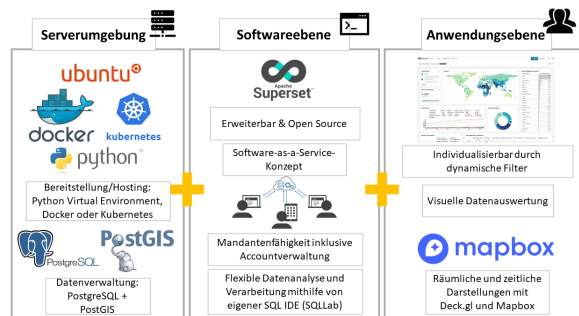 Serverumgebung
ubuntu
docker
kubernetes
python
Bereitstellung/Hosting:
Python Virtual Environment,
Docker oder Kubernetes
PostgreSQL
PostGIS
Datenverwaltung:
PostgreSQL +
PostGIS
Softwareebene
Apache
Superset
Erweiterbar & Open Source
Software-as-a-Service-
Konzept
Mandantenfähigkeit inklusive
Accountverwaltung
Flexible Datenanalyse und
Verarbeitung mithilfe von
eigener SQL IDE (SQLLab)
Anwendungsebene
Individualisierbar durch
dynamische Filter
Visuelle Datenauswertung
mapbox
Räumliche und zeitliche
Darstellungen mit
Deck.gl und Mapbox